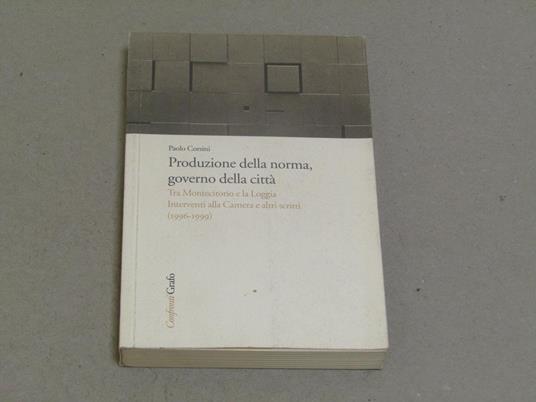 Paolo Corsini
Produzione della norma,
governo della città
Tra Montecitorio e la Loggia
Interventi alla Camera e altri scritti
(1996-1999)
Confronti Grafo